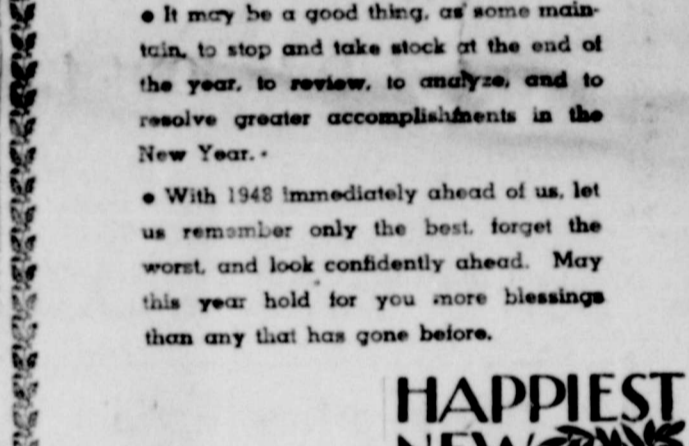 • It may be a good thing, as some main-
tain, to stop and take stock at the end of
the year, to review, to analyze, and to
resolve greater accomplishments in the
New Year.
• With 1948 immediately ahead of us, let
us remember only the best, forget the
worst, and look confidently ahead. May
this year hold for you more blessings
than any that has gone before.
HAPPIEST
NEW